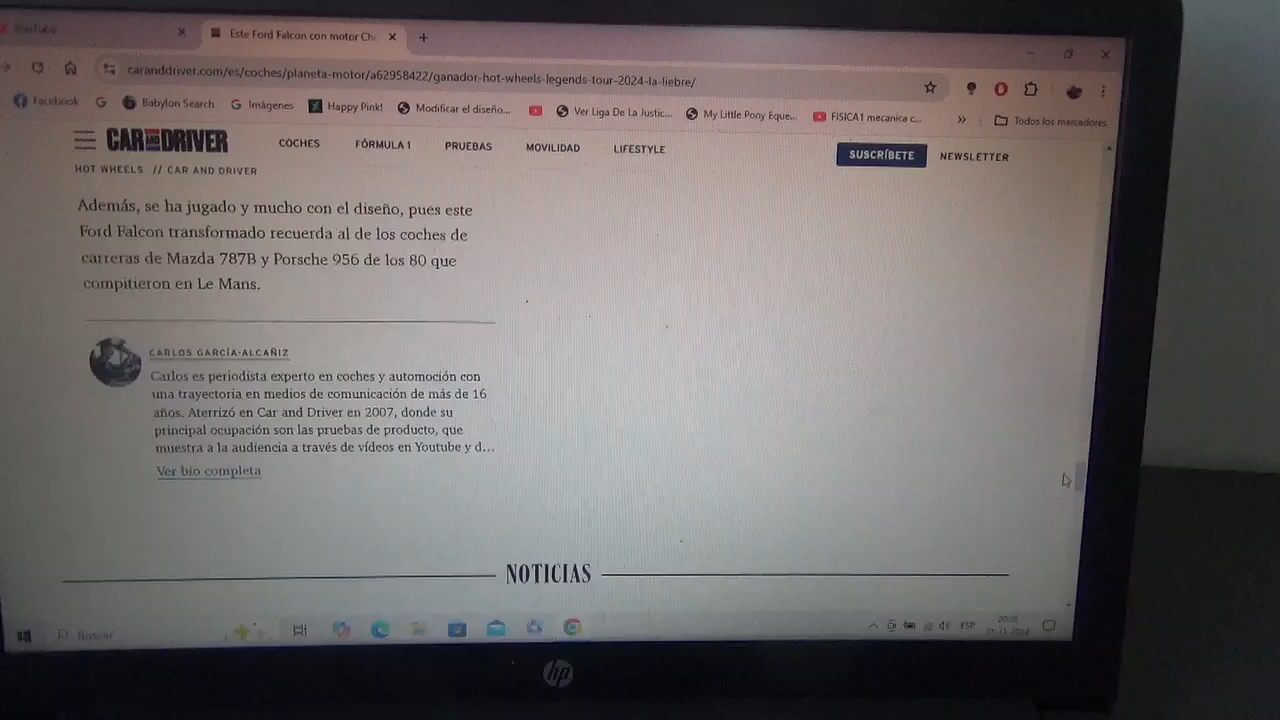 YouTube
Este Ford Falcon con motor Che
caranddriver.com/es/coches/planeta-motor/a62958422/ganador-hot-wheels-legends-tour-2024-la-liebre/
Facebook
Babylon Search
Imágenes
Happy Pink!
Modificar el diseño...
Ver Liga De La Justic...
My Little Pony Eque...
FISICA1 mecanica c...
»
Todos los marcadores
CAR AND DRIVER
COCHES
FÓRMULA 1
PRUEBAS
MOVILIDAD
LIFESTYLE
SUSCRÍBETE
NEWSLETTER
HOT WHEELS // CAR AND DRIVER
Además, se ha jugado y mucho con el diseño, pues este
Ford Falcon transformado recuerda al de los coches de
carreras de Mazda 787B y Porsche 956 de los 80 que
compitieron en Le Mans.
CARLOS GARCÍA-ALCAÑIZ
Carlos es periodista experto en coches y automoción con
una trayectoria en medios de comunicación de más de 16
años. Aterrizó en Car and Driver en 2007, donde su
principal ocupación son las pruebas de producto, que
muestra a la audiencia a través de vídeos en Youtube y d...
Ver bio completa
NOTICIAS
Buscar
ESP
hp